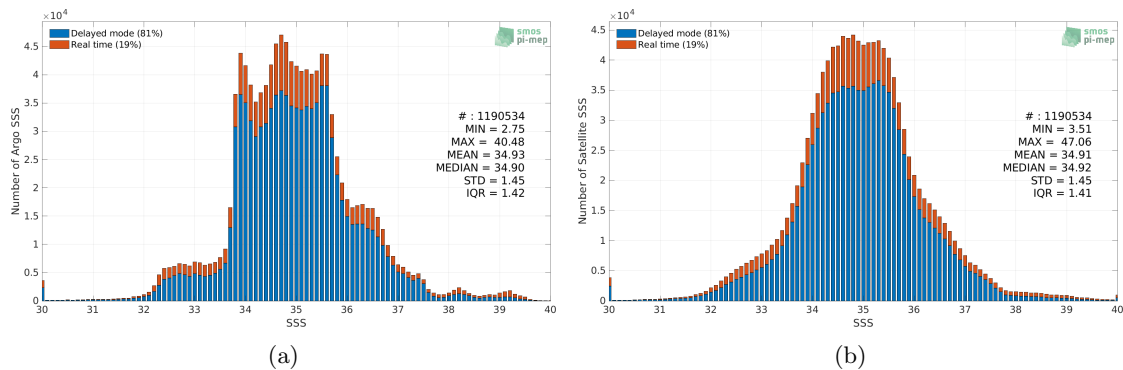 ×10⁴
Delayed mode (81%)
Real time (19%)
smos
pi-mep
4.5
4
3.5
3
2.5
2
1.5
1
0.5
0
Number of Argo SSS
# : 1190534
MIN = 2.75
MAX = 40.48
MEAN = 34.93
MEDIAN = 34.90
STD = 1.45
IQR = 1.42
30 31 32 33 34 35 36 37 38 39 40
SSS
(a)
×10⁴
Delayed mode (81%)
Real time (19%)
smos
pi-mep
4.5
4
3.5
3
2.5
2
1.5
1
0.5
0
Number of Satellite SSS
# : 1190534
MIN = 3.51
MAX = 47.06
MEAN = 34.91
MEDIAN = 34.92
STD = 1.45
IQR = 1.41
30 31 32 33 34 35 36 37 38 39 40
SSS
(b)